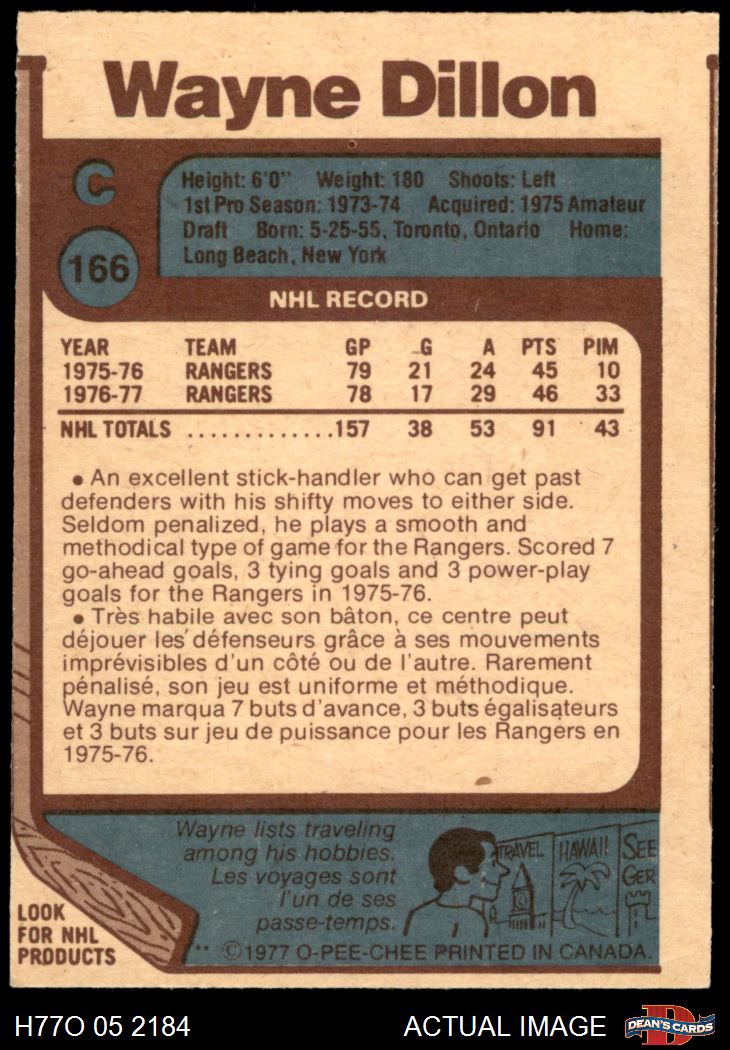 Wayne Dillon
C
166
Height: 6'0" Weight: 180 Shoots: Left
1st Pro Season: 1973-74 Acquired: 1975 Amateur
Draft Born: 5-25-55, Toronto, Ontario Home:
Long Beach, New York
NHL RECORD
YEAR TEAM GP G A PTS PIM
1975-76 RANGERS 79 21 24 45 10
1976-77 RANGERS 78 17 29 46 33
NHL TOTALS .............157 38 53 91 43
• An excellent stick-handler who can get past
defenders with his shifty moves to either side.
Seldom penalized, he plays a smooth and
methodical type of game for the Rangers. Scored 7
go-ahead goals, 3 tying goals and 3 power-play
goals for the Rangers in 1975-76.
• Très habile avec son bâton, ce centre peut
déjouer les défenseurs grâce à ses mouvements
imprévisibles d'un côté ou de l'autre. Rarement
pénalisé, son jeu est uniforme et méthodique.
Wayne marqua 7 buts d'avance, 3 buts égalisateurs
et 3 buts sur jeu de puissance pour les Rangers en
1975-76.
Wayne lists traveling
among his hobbies.
Les voyages sont
l'un de ses
passe-temps.
TRAVEL HAWAII SEE
GER
LOOK
FOR NHL
PRODUCTS
** ©1977 O-PEE-CHEE PRINTED IN CANADA.
H77O 05 2184 ACTUAL IMAGE D DEAN'S CARDS